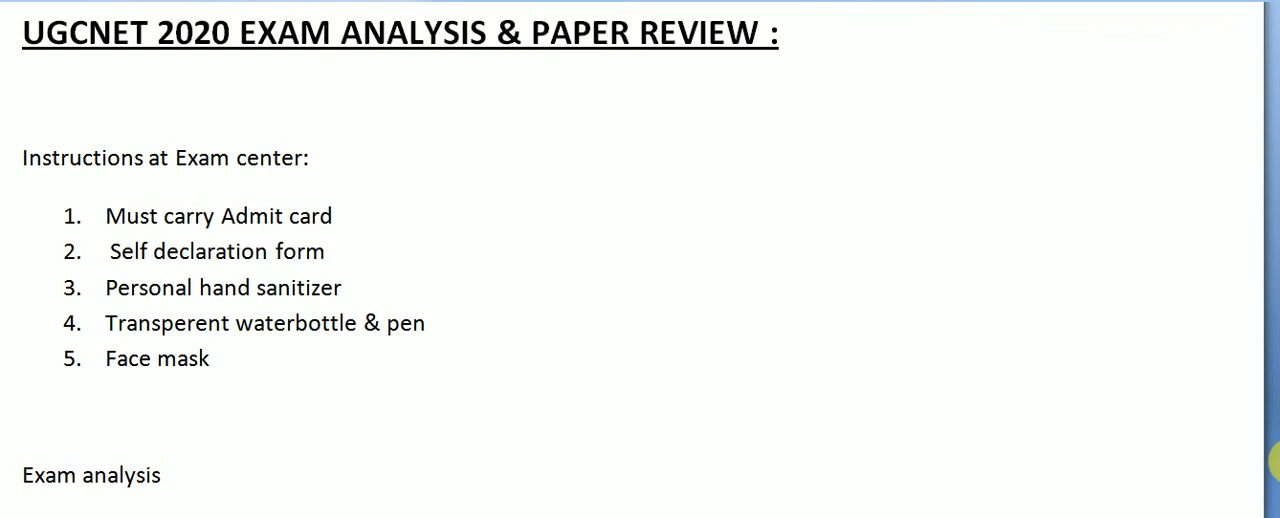 UGCNET 2020 EXAM ANALYSIS & PAPER REVIEW :
Instructions at Exam center:
1. Must carry Admit card
2. Self declaration form
3. Personal hand sanitizer
4. Transperent waterbottle & pen
5. Face mask
Exam analysis